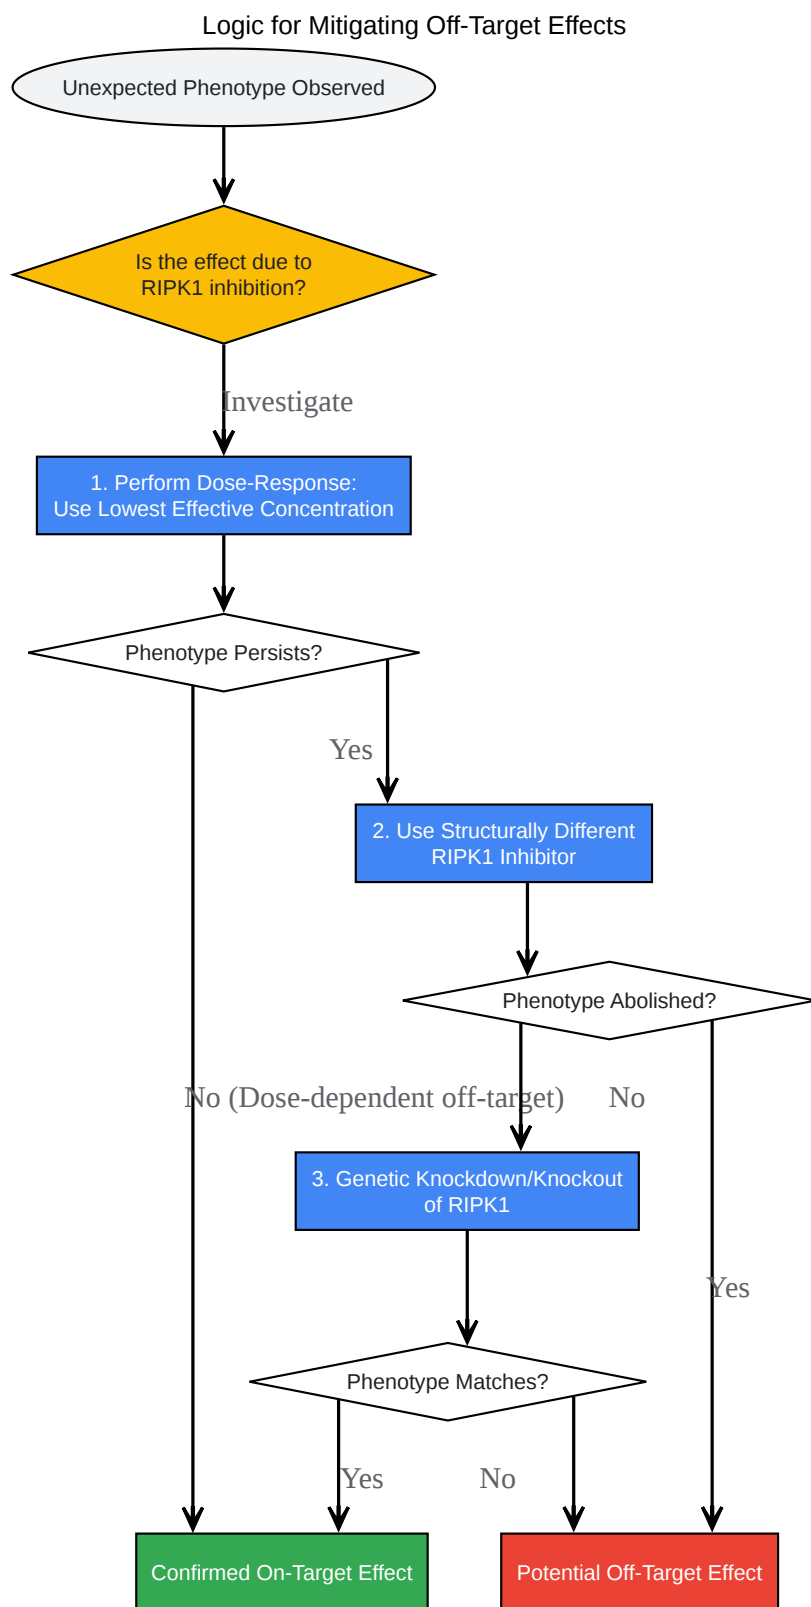 Logic for Mitigating Off-Target Effects
Unexpected Phenotype Observed
Is the effect due to
RIPK1 inhibition?
Investigate
1. Perform Dose-Response:
Use Lowest Effective Concentration
Phenotype Persists?
Yes
2. Use Structurally Different
RIPK1 Inhibitor
Phenotype Abolished?
No (Dose-dependent off-target)
No
3. Genetic Knockdown/Knockout
of RIPK1
Yes
Phenotype Matches?
Yes
No
Confirmed On-Target Effect
Potential Off-Target Effect